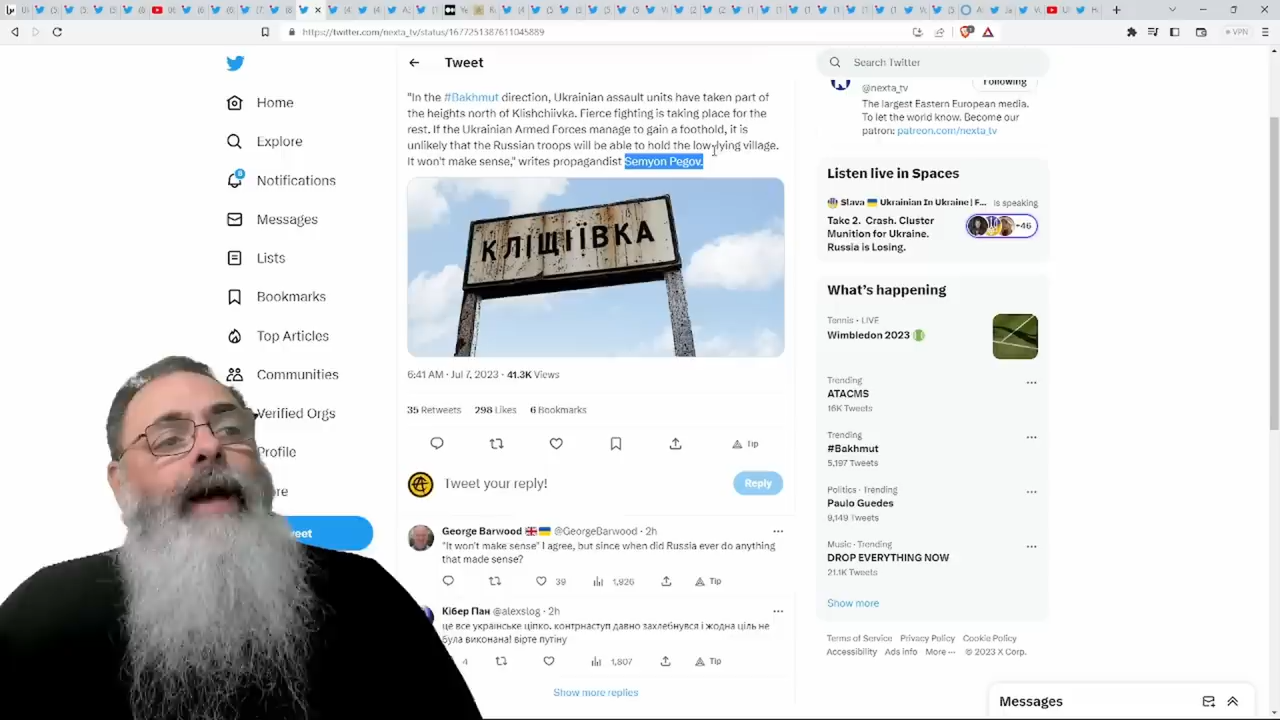 https://twitter.com/nexta_tv/status/1677251387611045889
VPN
Home
Explore
8
Notifications
Messages
Lists
Bookmarks
Top Articles
Communities
Verified Orgs
Profile
ore
eet
Tweet
"In the #Bakhmut direction, Ukrainian assault units have taken part of
the heights north of Klishchiivka. Fierce fighting is taking place for the
rest. If the Ukrainian Armed Forces manage to gain a foothold, it is
unlikely that the Russian troops will be able to hold the low-lying village.
It won't make sense," writes propagandist Semyon Pegov.
КЛІЩІЇВКА
6:41 AM · Jul 7, 2023 · 41.3K Views
35 Retweets 298 Likes 6 Bookmarks
Tip
Tweet your reply!
Reply
George Barwood 🇬🇧🇺🇦 @GeorgeBarwood · 2h
"It won't make sense" I agree, but since when did Russia ever do anything
that made sense?
39 1,926 Tip
Кібер Пан @alexslog · 2h
це все українське ціпко. контрнаступ давно захлебнувся і жодна ціль не
була виконана! вірте путіну
4 1,807 Tip
Show more replies
Search Twitter
Following
@nexta_tv
The largest Eastern European media.
To let the world know. Become our
patron: patreon.com/nexta_tv
Listen live in Spaces
Slava 🇺🇦 Ukrainian In Ukraine | F... is speaking
Take 2. Crash. Cluster
Munition for Ukraine.
Russia is Losing.
+46
What's happening
Tennis · LIVE
Wimbledon 2023
Trending
ATACMS
16K Tweets
Trending
#Bakhmut
5,197 Tweets
Politics · Trending
Paulo Guedes
9,149 Tweets
Music · Trending
DROP EVERYTHING NOW
21.1K Tweets
Show more
Terms of Service Privacy Policy Cookie Policy
Accessibility Ads info More ··· © 2023 X Corp.
Messages